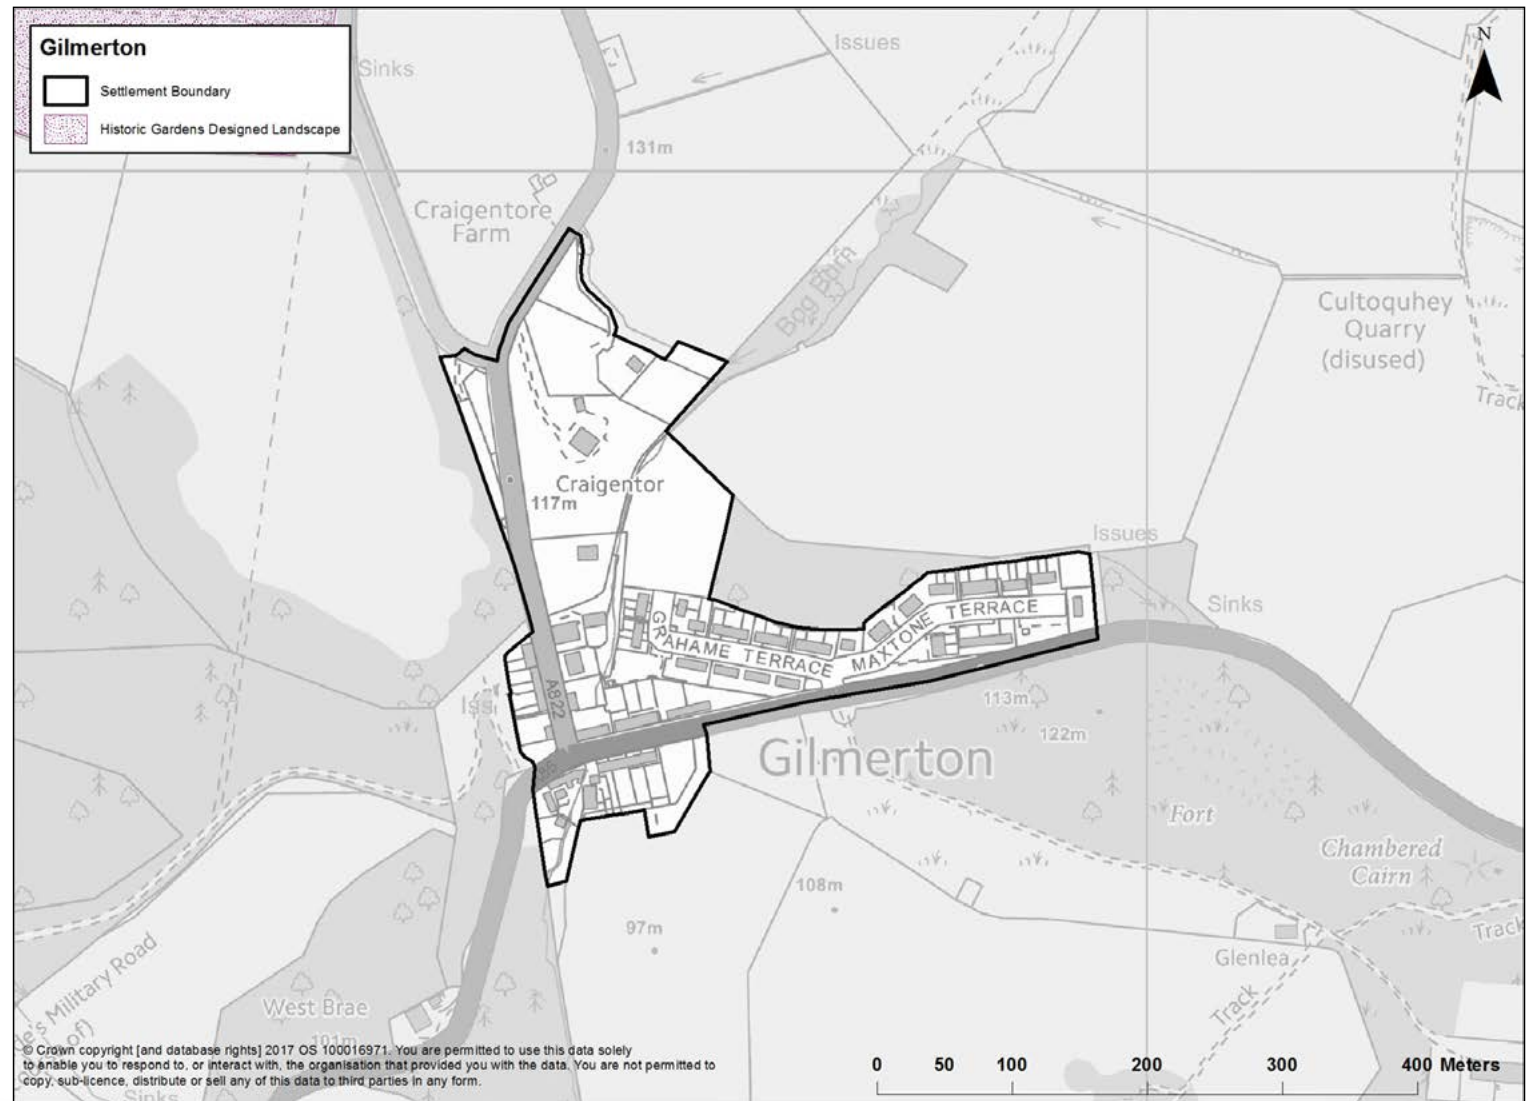 Gilmerton
Settlement Boundary
Historic Gardens Designed Landscape
N
Issues
Sinks
131m
Craigentore
Farm
Bog Burn
Cultoquhey
Quarry
(disused)
Track
Craigentor
117m
Issues
Sinks
GRAHAME TERRACE
MAXTONE TERRACE
A822
Iss
113m
122m
Gilmerton
Fort
Chambered
Cairn
108m
97m
Track
Glenlea
Track
de's Military Road
of)
West Brae
101m
Sinks
© Crown copyright [and database rights] 2017 OS 100016971. You are permitted to use this data solely
to enable you to respond to, or interact with, the organisation that provided you with the data. You are not permitted to
copy, sub-licence, distribute or sell any of this data to third parties in any form.
0 50 100 200 300 400 Meters